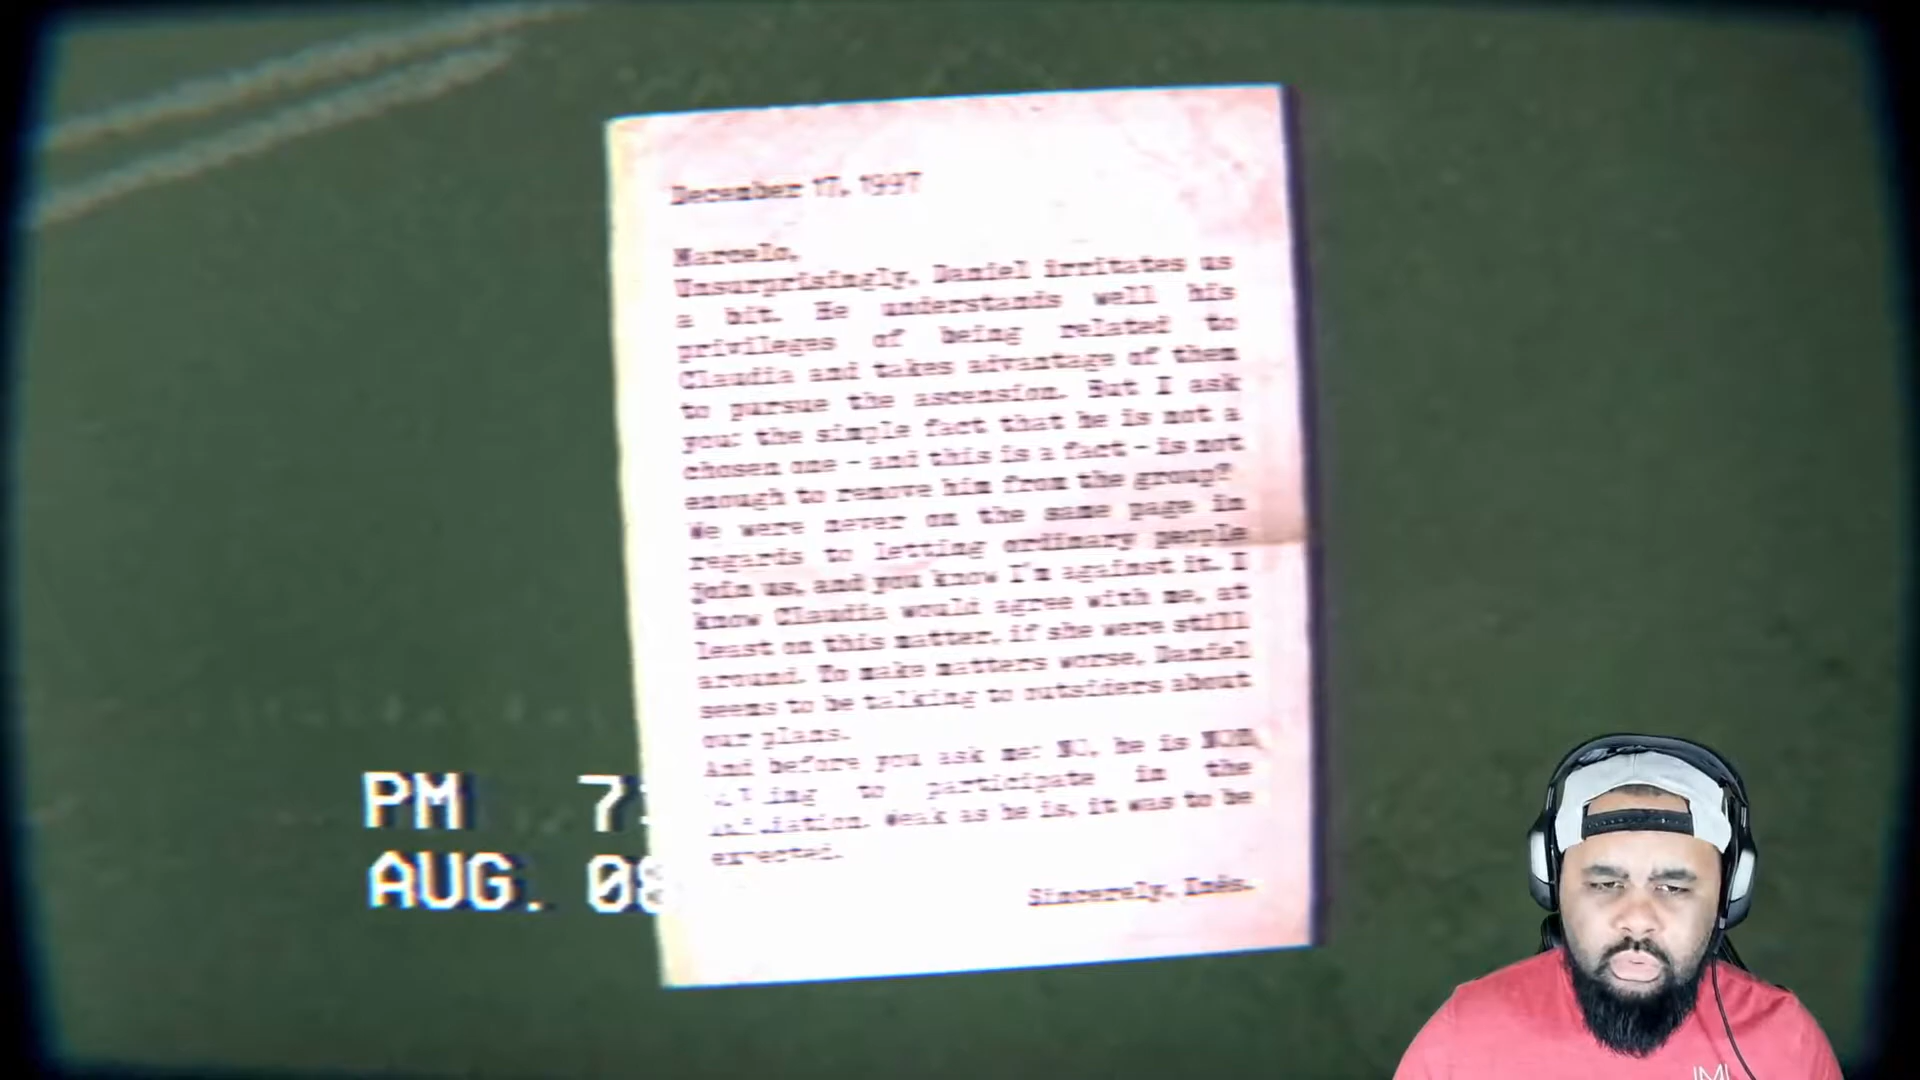 December 17, 1997
Marcelo,
Unsurprisingly, Daniel irritates us
a bit. He understands well his
privileges of being related to
Claudia and takes advantage of them
to pursue the ascension. But I ask
you: the simple fact that he is not a
chosen one - and this is a fact - is not
enough to remove him from the group?
We were never on the same page in
regards to letting ordinary people
join us, and you know I'm against it. I
know Claudia would agree with me, at
least on this matter, if she were still
around. To make matters worse, Daniel
seems to be talking to outsiders about
our plans.
And before you ask me: NO, he is NOT
to participate in the
Weak as he is, it was to be
Sincerely, Inês.
PM 7:
AUG. 08